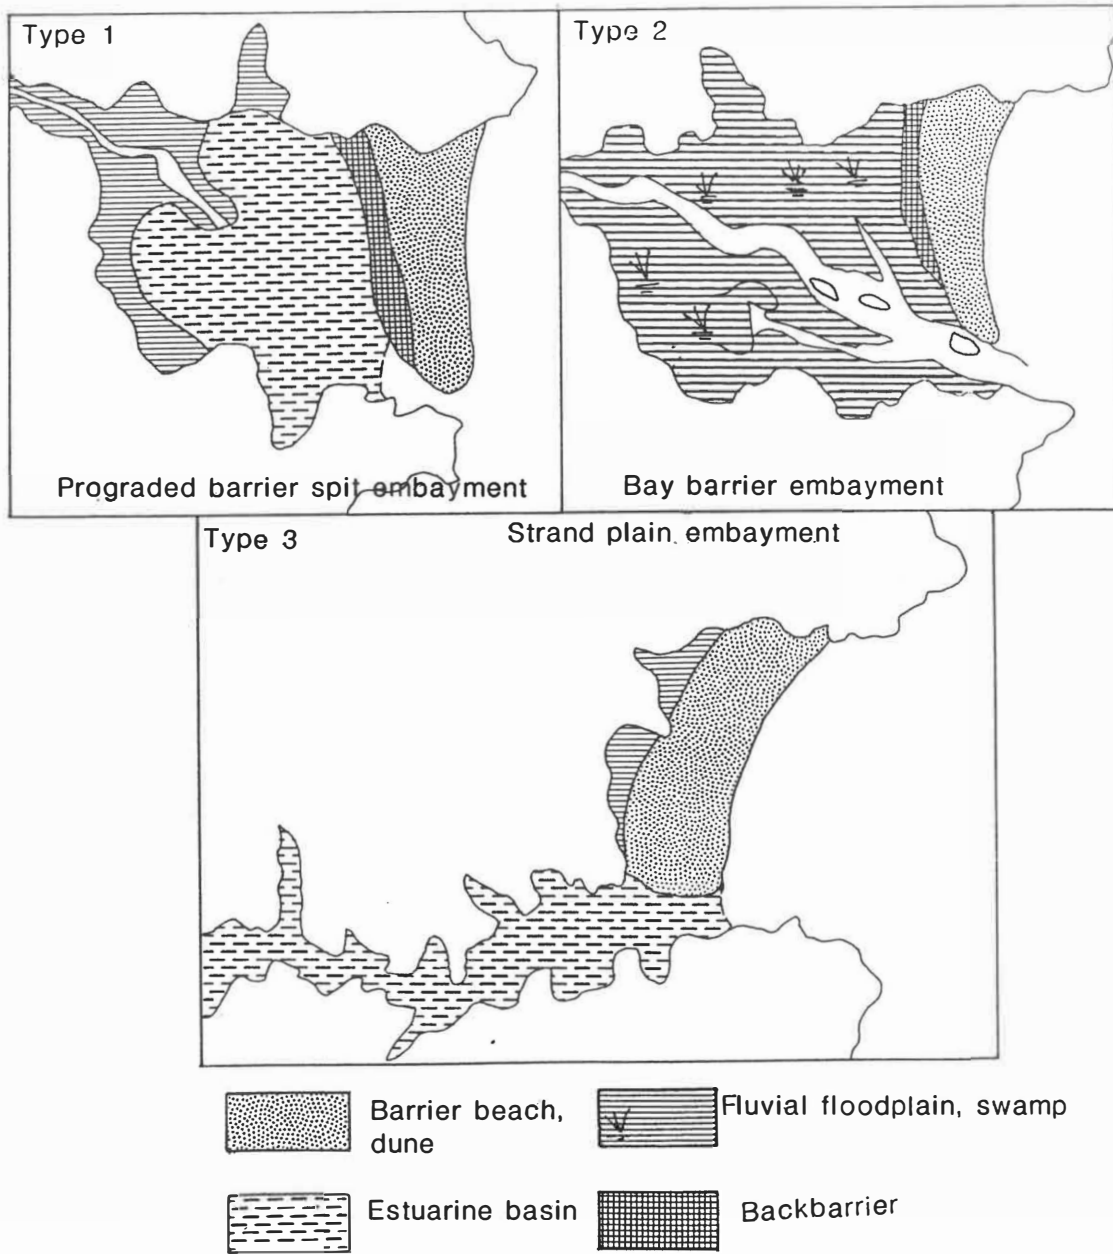 Type 1
Prograded barrier spit embayment
Type 2
Bay barrier embayment
Type 3
Strand plain embayment
Barrier beach,
dune
Fluvial floodplain, swamp
Estuarine basin
Backbarrier